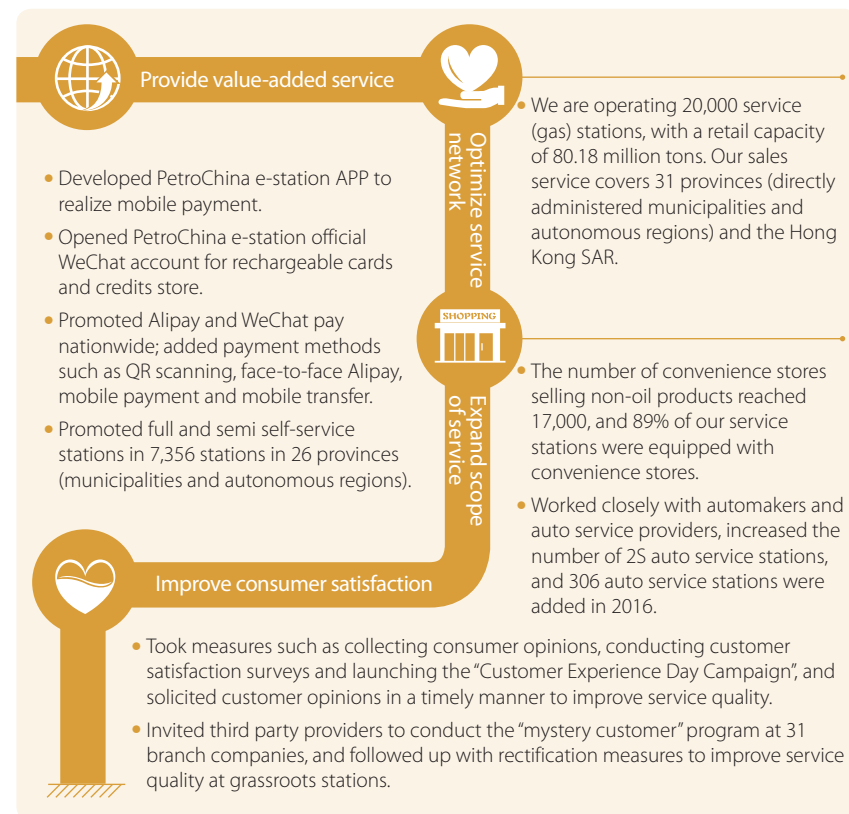 Provide value-added service
• Developed PetroChina e-station APP to
realize mobile payment.
• Opened PetroChina e-station official
WeChat account for rechargeable cards
and credits store.
• Promoted Alipay and WeChat pay
nationwide; added payment methods
such as QR scanning, face-to-face Alipay,
mobile payment and mobile transfer.
• Promoted full and semi self-service
stations in 7,356 stations in 26 provinces
(municipalities and autonomous regions).
Optimize service
network
• We are operating 20,000 service
(gas) stations, with a retail capacity
of 80.18 million tons. Our sales
service covers 31 provinces (directly
administered municipalities and
autonomous regions) and the Hong
Kong SAR.
SHOPPING
Expand scope
of service
• The number of convenience stores
selling non-oil products reached
17,000, and 89% of our service
stations were equipped with
convenience stores.
• Worked closely with automakers and
auto service providers, increased the
number of 2S auto service stations,
and 306 auto service stations were
added in 2016.
Improve consumer satisfaction
• Took measures such as collecting consumer opinions, conducting customer
satisfaction surveys and launching the “Customer Experience Day Campaign”, and
solicited customer opinions in a timely manner to improve service quality.
• Invited third party providers to conduct the “mystery customer” program at 31
branch companies, and followed up with rectification measures to improve service
quality at grassroots stations.